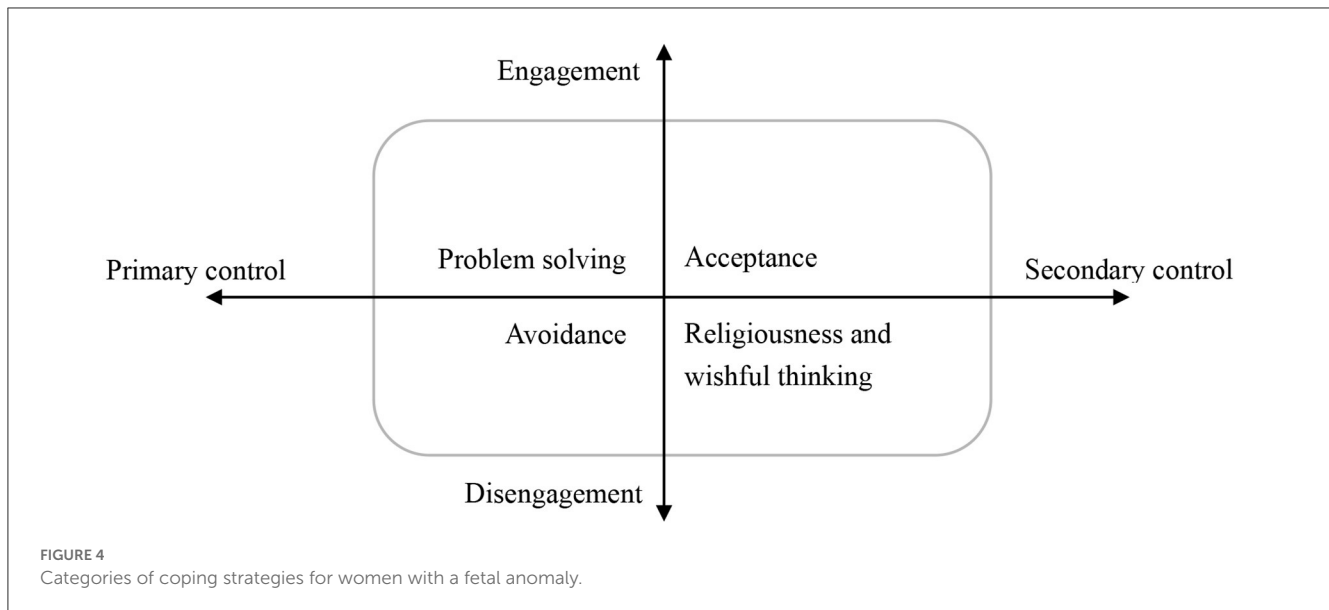 Engagement
Problem solving
Acceptance
Primary control
Secondary control
Avoidance
Religiousness and
wishful thinking
Disengagement
FIGURE 4
Categories of coping strategies for women with a fetal anomaly.